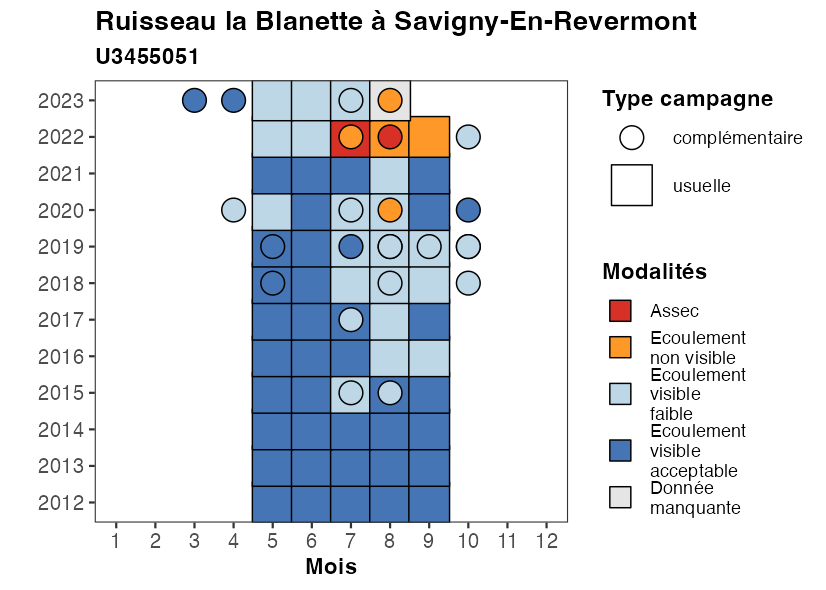 Ruisseau la Blanette à Savigny-En-Revermont
U3455051
2023
2022
2021
2020
2019
2018
2017
2016
2015
2014
2013
2012
1 2 3 4 5 6 7 8 9 10 11 12
Mois
Type campagne
complémentaire
usuelle
Modalités
Assec
Ecoulement
non visible
Ecoulement
visible
faible
Ecoulement
visible
acceptable
Donnée
manquante